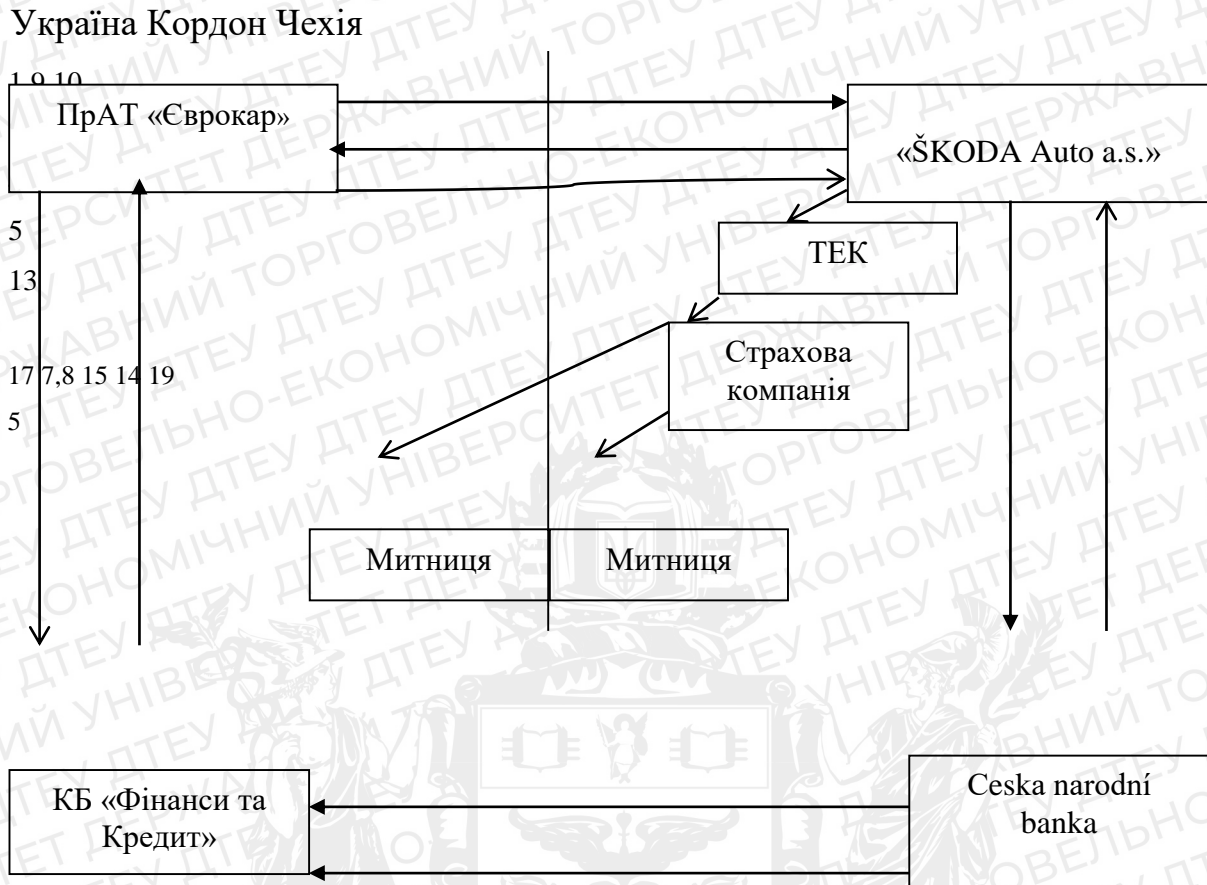 Україна Кордон Чехія
1 9 10
ПрАТ «Єврокар»
«ŠKODA Auto a.s.»
5
ТЕК
13
Страхова
компанія
17 7,8 15 14 19
5
Митниця Митниця
КБ «Фінанси та
Кредит»
Ceska narodní
banka